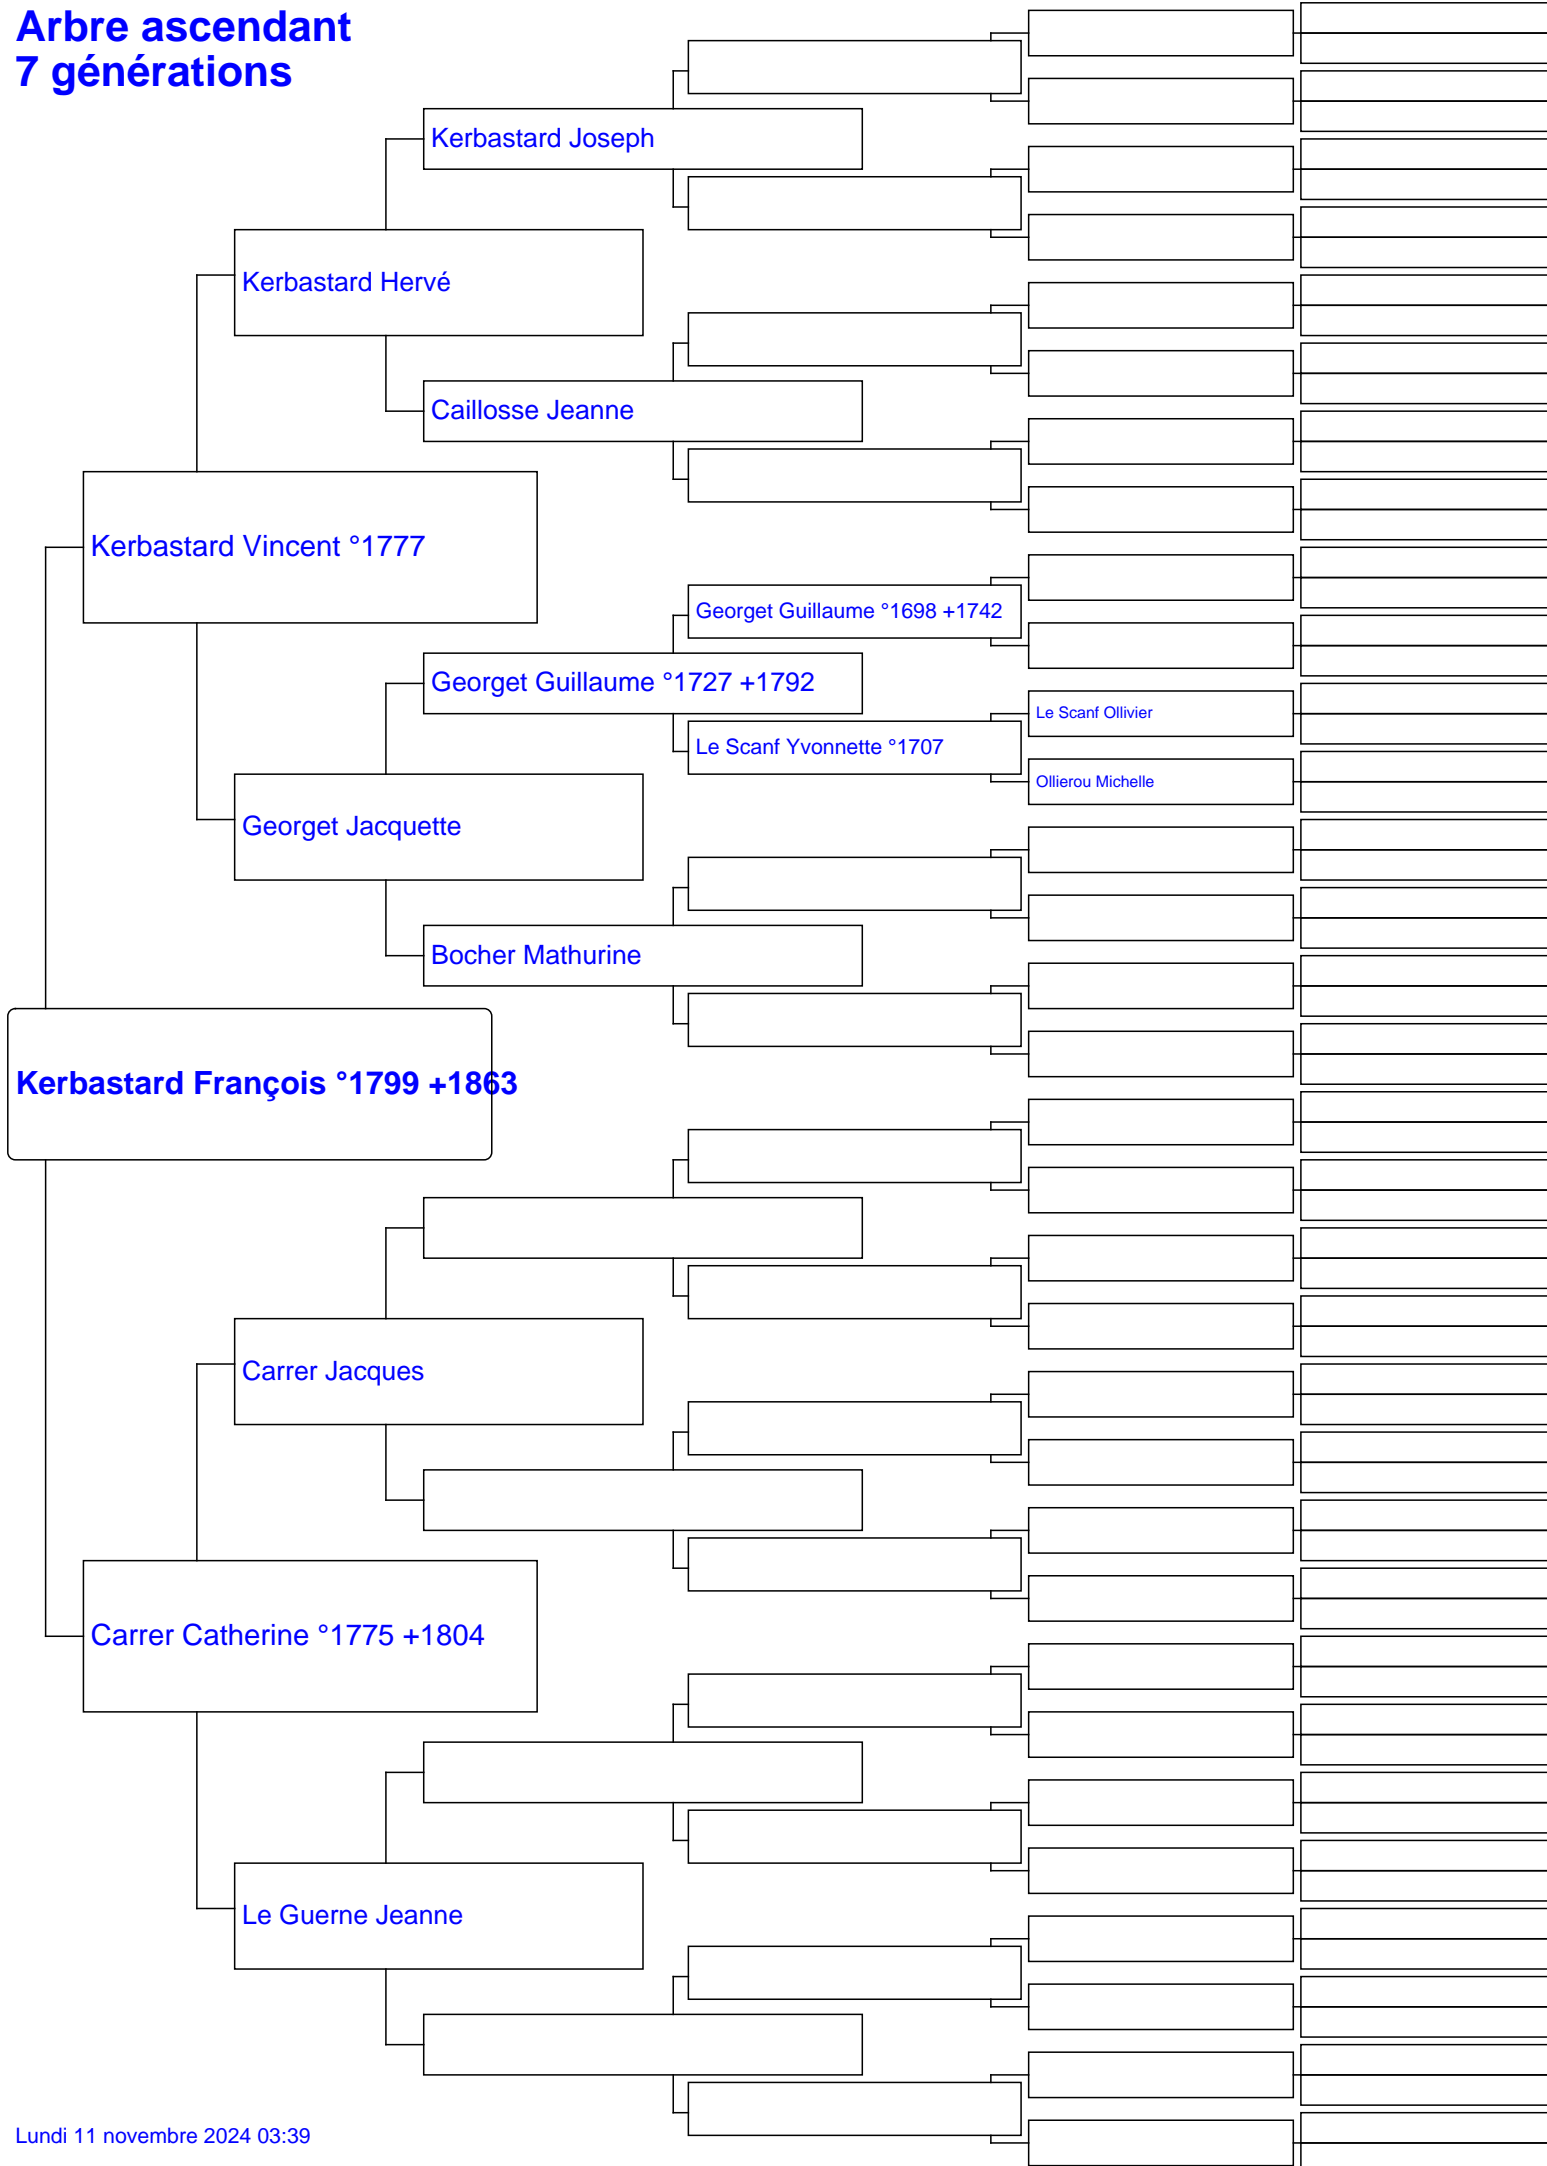 Arbre ascendant
7 générations
Kerbastard Joseph
Kerbastard Hervé
Caillosse Jeanne
Kerbastard Vincent °1777
Georget Guillaume °1698 +1742
Georget Guillaume °1727 +1792
Le Scanf Ollivier
Le Scanf Yvonnette °1707
Ollierou Michelle
Georget Jacquette
Bocher Mathurine
Kerbastard François °1799 +1863
Carrer Jacques
Carrer Catherine °1775 +1804
Le Guerne Jeanne
Lundi 11 novembre 2024 03:39